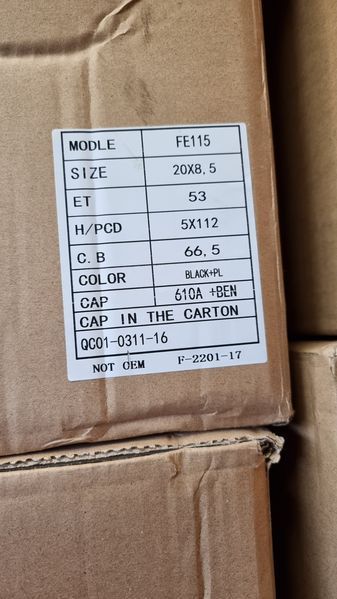 MODLE FE115
SIZE 20X8,5
ET 53
H/PCD 5X112
C.B 66,5
COLOR BLACK+PL
CAP 610A +BEN
CAP IN THE CARTON
QC01-0311-16
NOT OEM F-2201-17